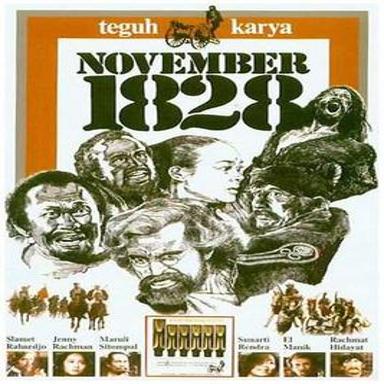 teguh karya
NOVEMBER
1828
Slamet Rahardjo
Jenny Rachman
Maruli Sitompul
Sunarti Rendra
El Manik
Rachmat Hidayat